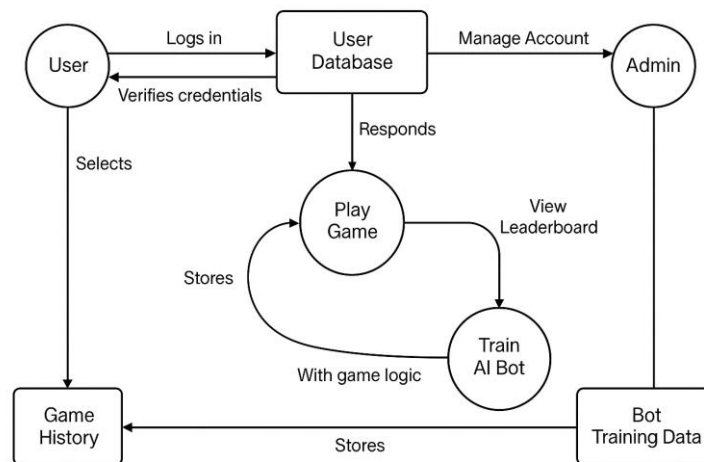 User
Logs in
Verifies credentials
User
Database
Manage Account
Admin
Selects
Responds
Play
Game
View
Leaderboard
Stores
With game logic
Train
AI Bot
Game
History
Stores
Bot
Training Data